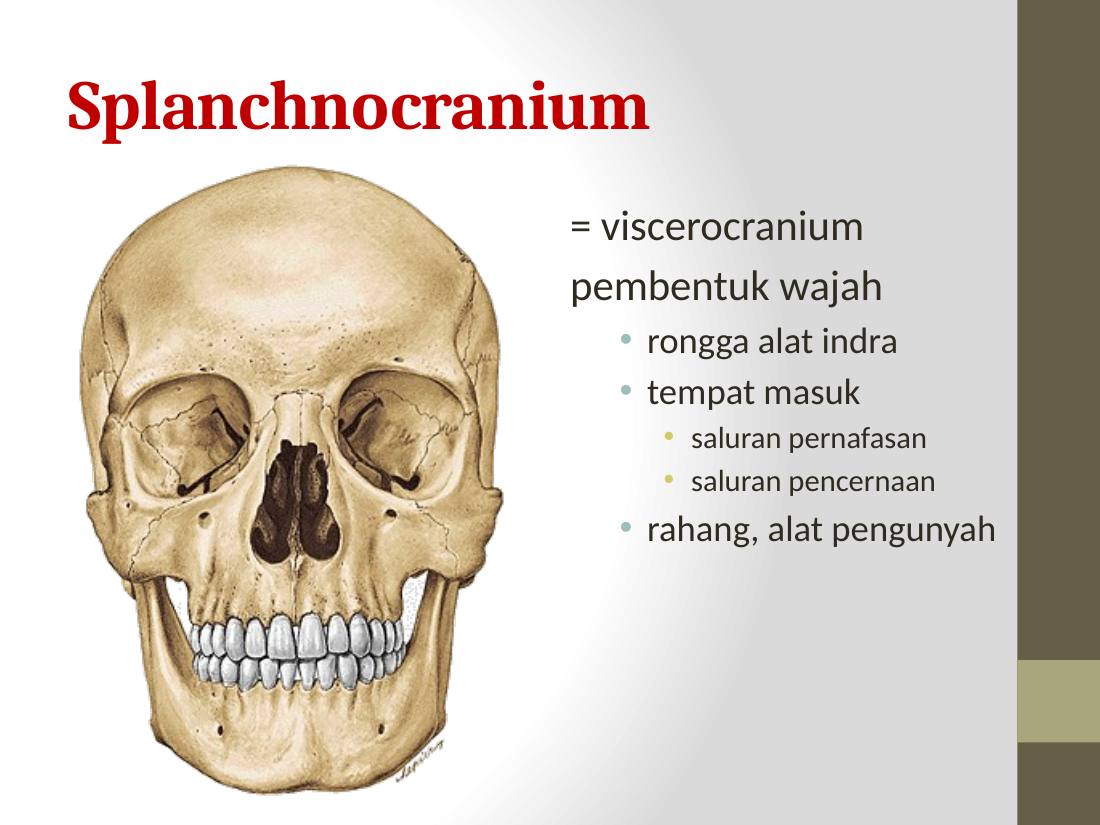 Splanchnocranium
= viscerocranium
pembentuk wajah
• rongga alat indra
• tempat masuk
• saluran pernafasan
• saluran pencernaan
• rahang, alat pengunyah